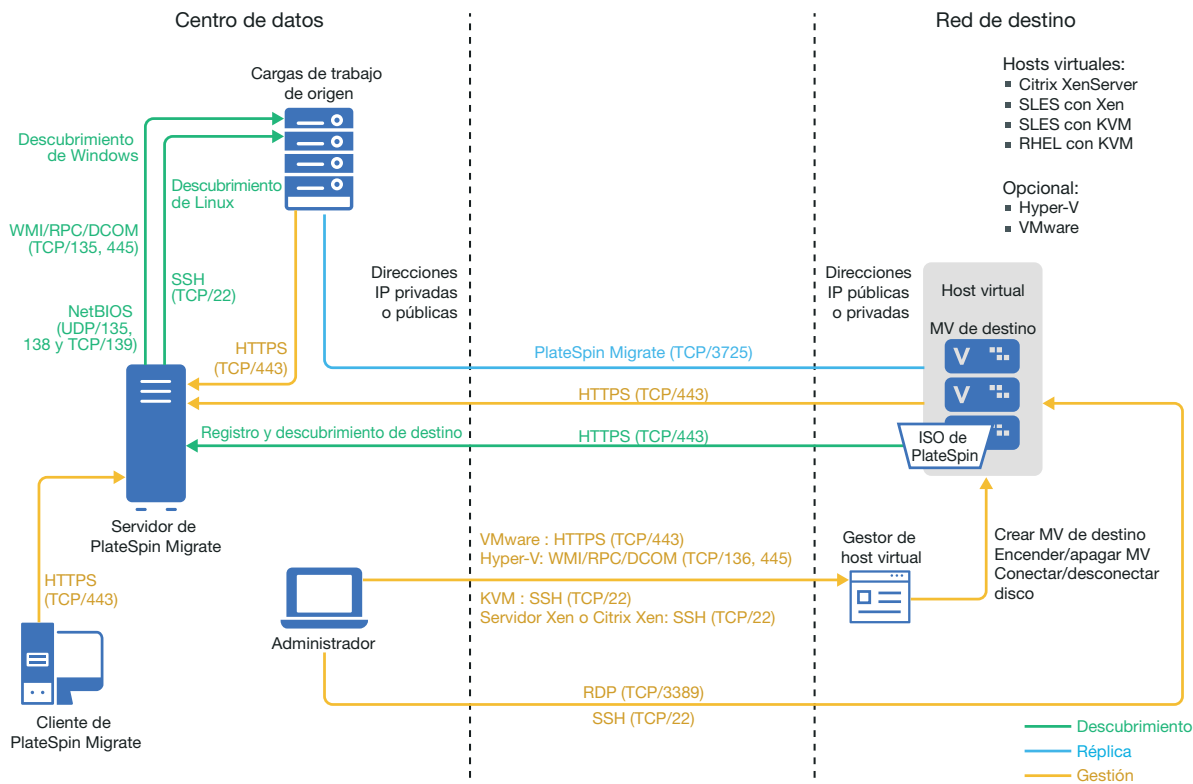 Centro de datos
Red de destino
Cargas de trabajo
de origen
Hosts virtuales:
Citrix XenServer
SLES con Xen
SLES con KVM
RHEL con KVM
Opcional:
Hyper-V
VMware
Descubrimiento
de Windows
Descubrimiento
de Linux
WMI/RPC/DCOM
(TCP/135, 445)
SSH
(TCP/22)
NetBIOS
(UDP/135,
138 y TCP/139)
HTTPS
(TCP/443)
Direcciones
IP privadas
o públicas
Direcciones
IP públicas
o privadas
Host virtual
MV de destino
V
V
PlateSpin Migrate (TCP/3725)
HTTPS (TCP/443)
Registro y descubrimiento de destino
HTTPS (TCP/443)
ISO de
PlateSpin
Servidor de
PlateSpin Migrate
VMware : HTTPS (TCP/443)
Hyper-V: WMI/RPC/DCOM (TCP/136, 445)
KVM : SSH (TCP/22)
Servidor Xen o Citrix Xen: SSH (TCP/22)
Gestor de
host virtual
Crear MV de destino
Encender/apagar MV
Conectar/desconectar
disco
HTTPS
(TCP/443)
Administrador
RDP (TCP/3389)
SSH (TCP/22)
Cliente de
PlateSpin Migrate
Descubrimiento
Réplica
Gestión